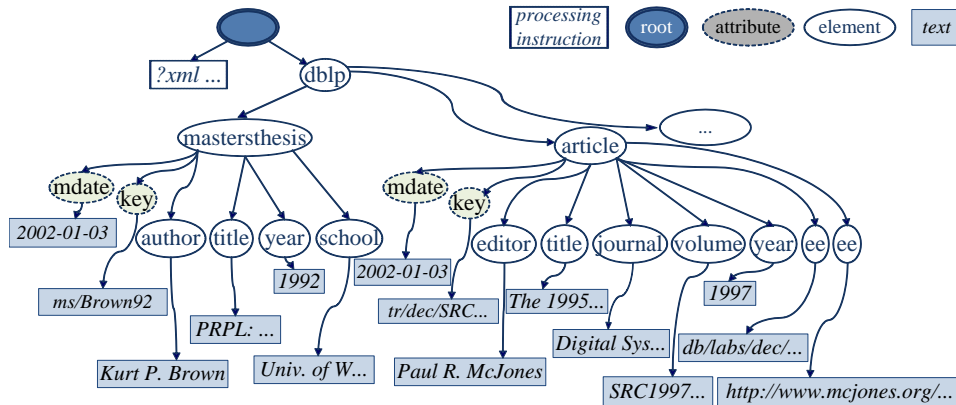 processing
instruction
root
attribute
element
text
?xml ...
dblp
...
mastersthesis
article
mdate
key
mdate
key
2002-01-03
author
title
year
school
editor
title
journal
volume
year
ee
ee
2002-01-03
1992
1997
ms/Brown92
tr/dec/SRC...
The 1995...
PRPL: ...
Digital Sys...
db/labs/dec/...
Kurt P. Brown
Univ. of W...
Paul R. McJones
SRC1997...
http://www.mcjones.org/...